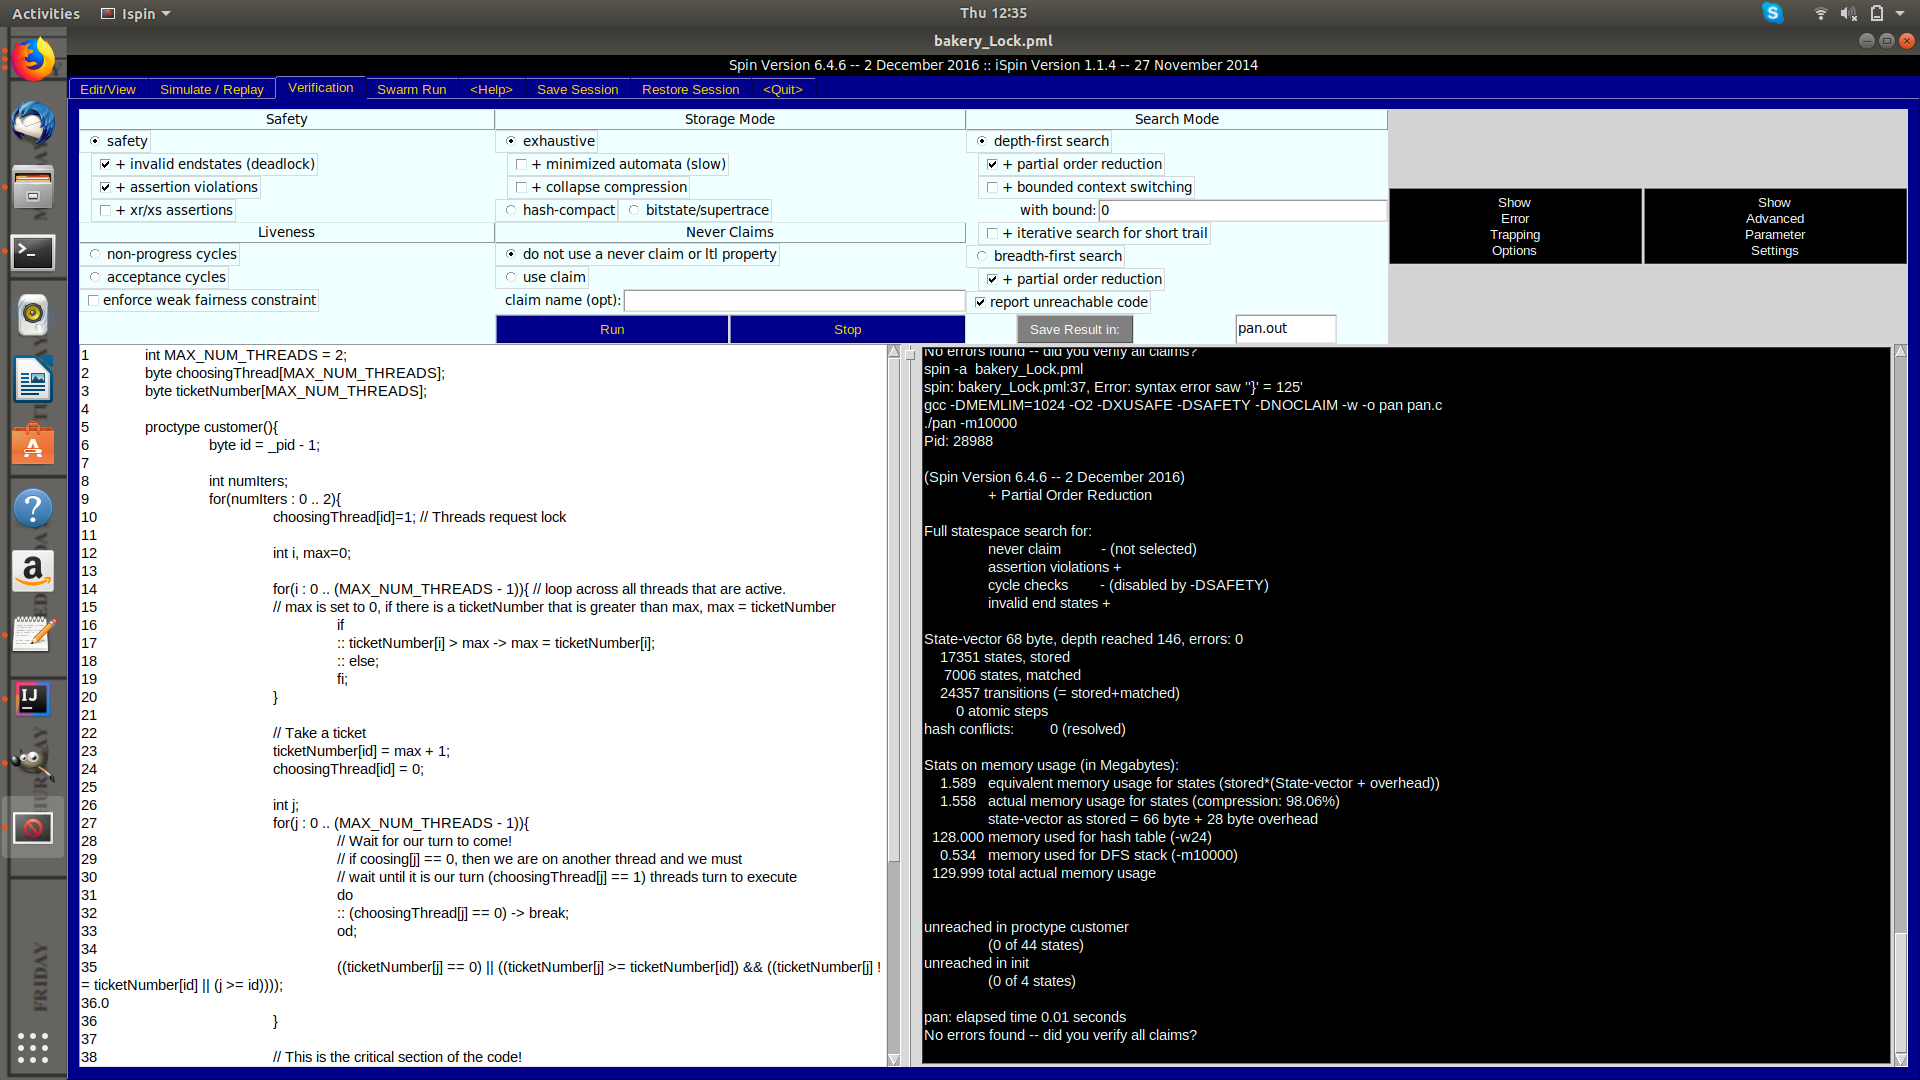 Activities
Ispin
Thu 12:35
bakery_Lock.pml
Spin Version 6.4.6 -- 2 December 2016 :: iSpin Version 1.1.4 -- 27 November 2014
Edit/View Simulate / Replay Verification Swarm Run <Help> Save Session Restore Session <Quit>
Safety
safety
+ invalid endstates (deadlock)
+ assertion violations
+ xr/xs assertions
Liveness
non-progress cycles
acceptance cycles
enforce weak fairness constraint
Storage Mode
exhaustive
+ minimized automata (slow)
+ collapse compression
hash-compact bitstate/supertrace
Never Claims
do not use a never claim or ltl property
use claim
claim name (opt):
Run Stop
Search Mode
depth-first search
+ partial order reduction
+ bounded context switching
with bound: 0
+ iterative search for short trail
breadth-first search
+ partial order reduction
report unreachable code
Save Result in: pan.out
Show
Error
Trapping
Options
Show
Advanced
Parameter
Settings
1 int MAX_NUM_THREADS = 2;
2 byte choosingThread[MAX_NUM_THREADS];
3 byte ticketNumber[MAX_NUM_THREADS];
4
5 proctype customer(){
6 byte id = _pid - 1;
7
8 int numIters;
9 for(numIters : 0 .. 2){
10 choosingThread[id]=1; // Threads request lock
11
12 int i, max=0;
13
14 for(i : 0 .. (MAX_NUM_THREADS - 1)){ // loop across all threads that are active.
15 // max is set to 0, if there is a ticketNumber that is greater than max, max = ticketNumber
16 if
17 :: ticketNumber[i] > max -> max = ticketNumber[i];
18 :: else;
19 fi;
20 }
21
22 // Take a ticket
23 ticketNumber[id] = max + 1;
24 choosingThread[id] = 0;
25
26 int j;
27 for(j : 0 .. (MAX_NUM_THREADS - 1)){
28 // Wait for our turn to come!
29 // if coosing[j] == 0, then we are on another thread and we must
30 // wait until it is our turn (choosingThread[j] == 1) threads turn to execute
31 do
32 :: (choosingThread[j] == 0) -> break;
33 od;
34
35 ((ticketNumber[j] == 0) || ((ticketNumber[j] >= ticketNumber[id]) && ((ticketNumber[j] !
= ticketNumber[id] || (j >= id))));
36.0
36 }
37
38 // This is the critical section of the code!
No errors found -- did you verify all claims?
spin -a bakery_Lock.pml
spin: bakery_Lock.pml:37, Error: syntax error saw ''}' = 125'
gcc -DMEMLIM=1024 -O2 -DXUSAFE -DSAFETY -DNOCLAIM -w -o pan pan.c
./pan -m10000
Pid: 28988
(Spin Version 6.4.6 -- 2 December 2016)
+ Partial Order Reduction
Full statespace search for:
never claim - (not selected)
assertion violations +
cycle checks - (disabled by -DSAFETY)
invalid end states +
State-vector 68 byte, depth reached 146, errors: 0
17351 states, stored
7006 states, matched
24357 transitions (= stored+matched)
0 atomic steps
hash conflicts: 0 (resolved)
Stats on memory usage (in Megabytes):
1.589 equivalent memory usage for states (stored*(State-vector + overhead))
1.558 actual memory usage for states (compression: 98.06%)
state-vector as stored = 66 byte + 28 byte overhead
128.000 memory used for hash table (-w24)
0.534 memory used for DFS stack (-m10000)
129.999 total actual memory usage
unreached in proctype customer
(0 of 44 states)
unreached in init
(0 of 4 states)
pan: elapsed time 0.01 seconds
No errors found -- did you verify all claims?
FRIDAY